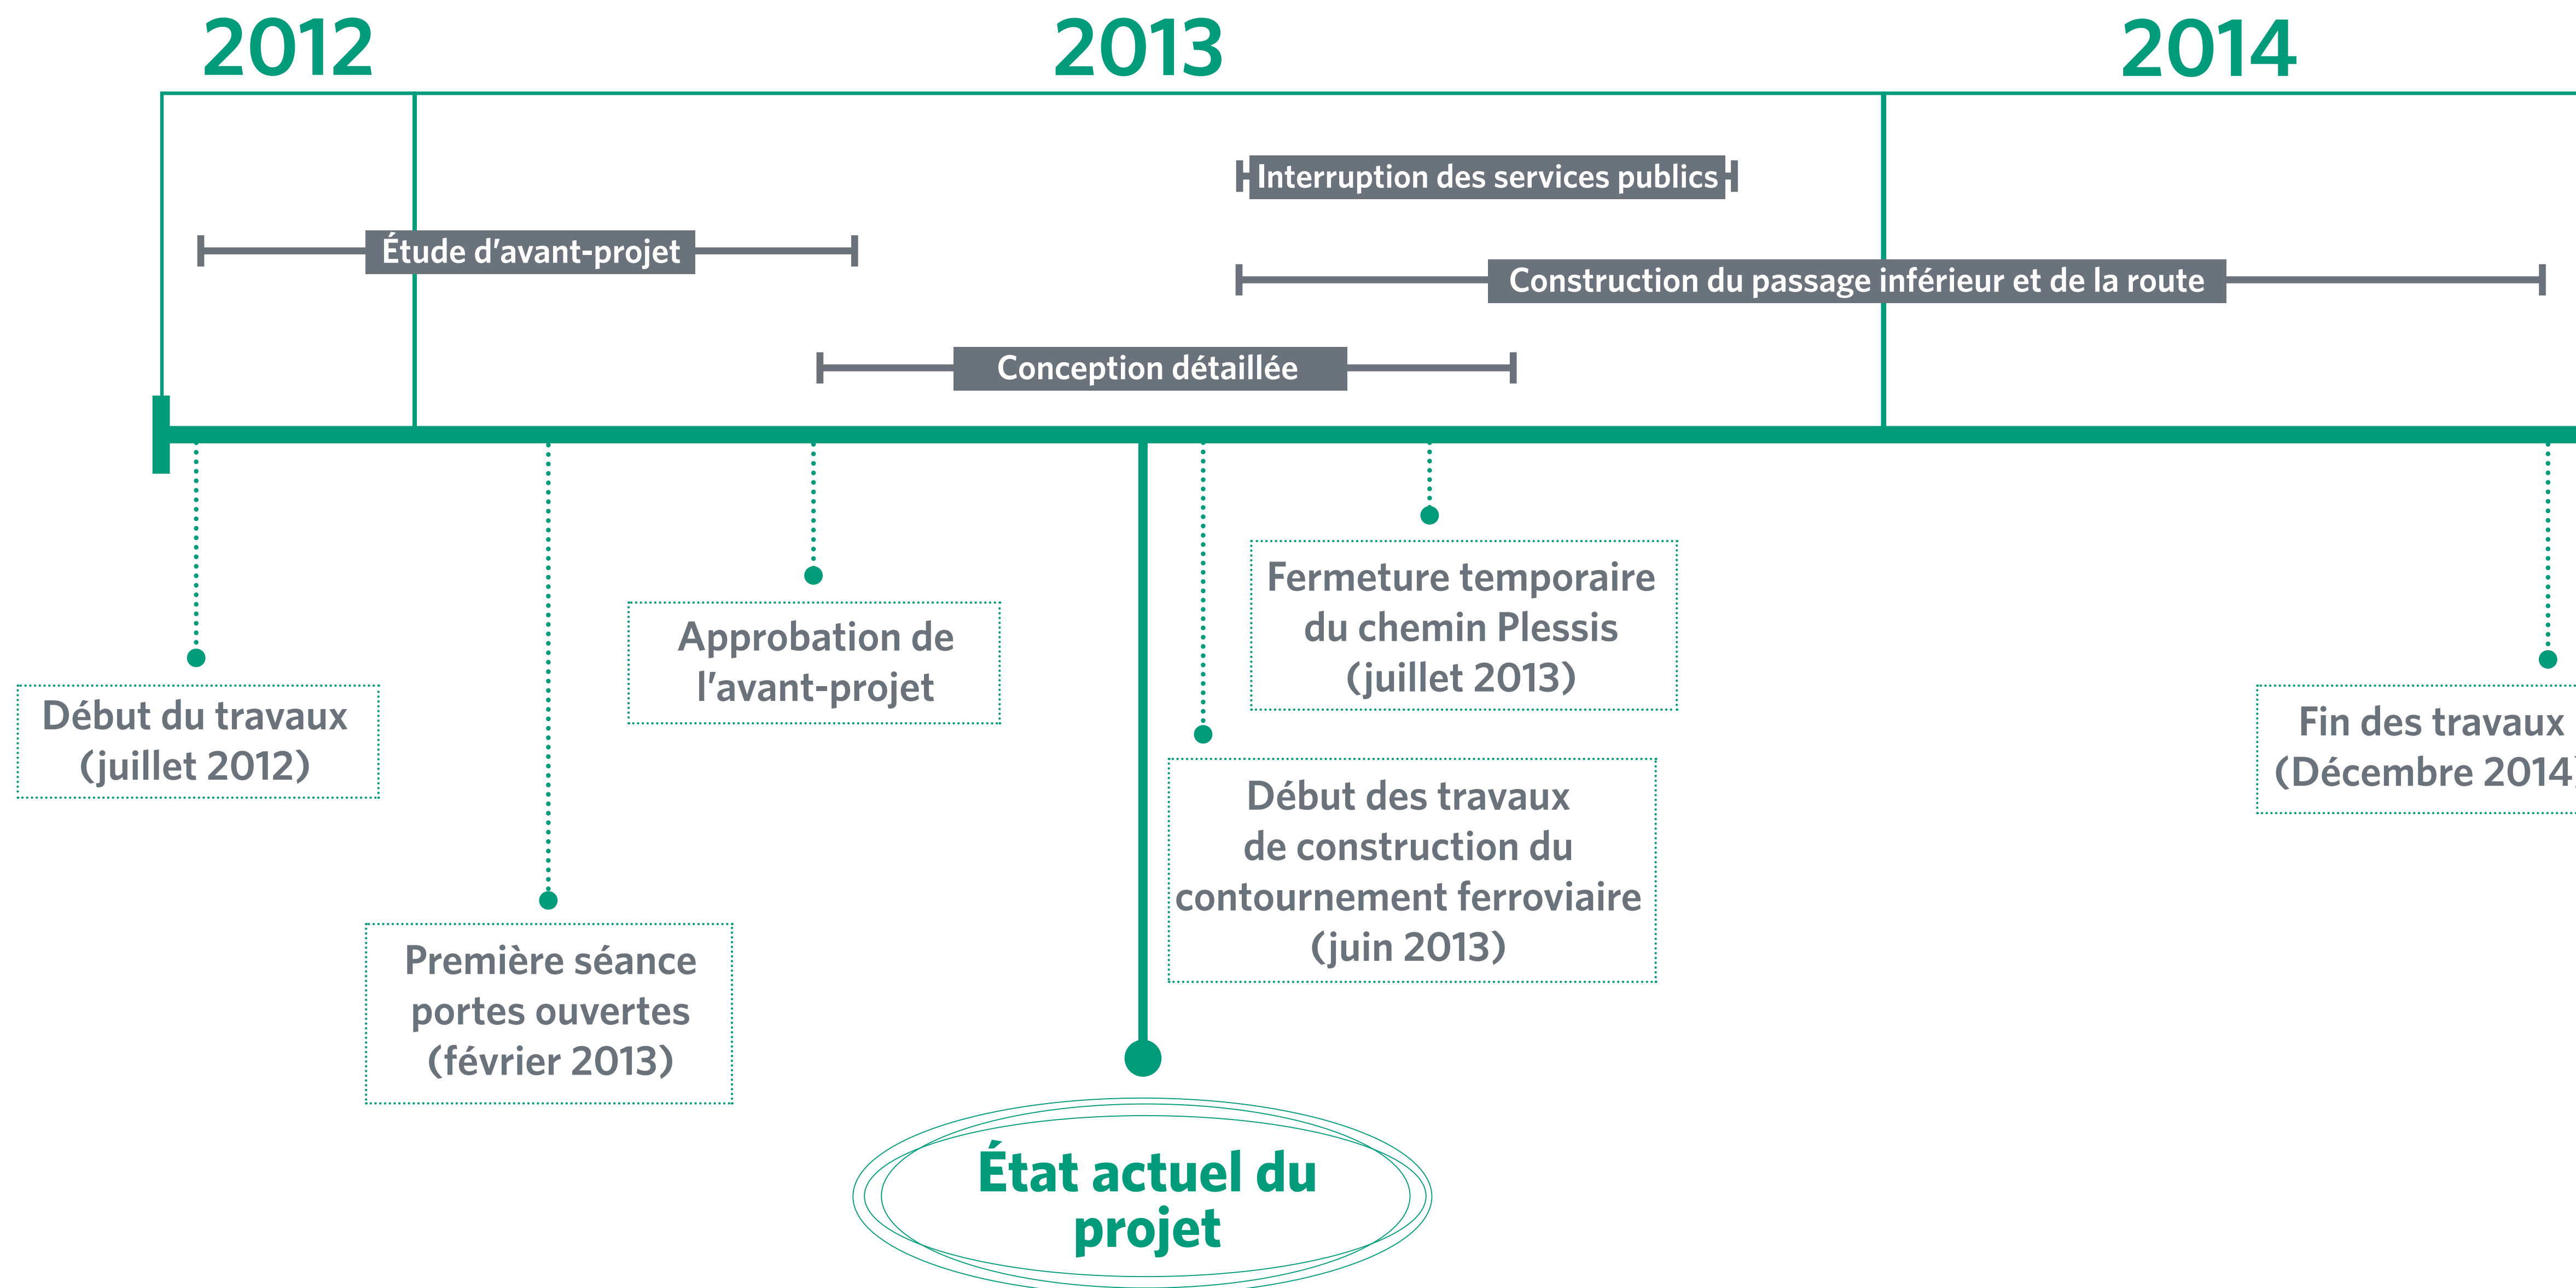 2012
2013
2014
Interruption des services publics
Étude d’avant-projet
Construction du passage inférieur et de la route
Conception détaillée
Début du travaux
(juillet 2012)
Première séance
portes ouvertes
(février 2013)
Approbation de
l’avant-projet
État actuel du
projet
Début des travaux
de construction du
contournement ferroviaire
(juin 2013)
Fermeture temporaire
du chemin Plessis
(juillet 2013)
Fin des travaux
(Décembre 2014)